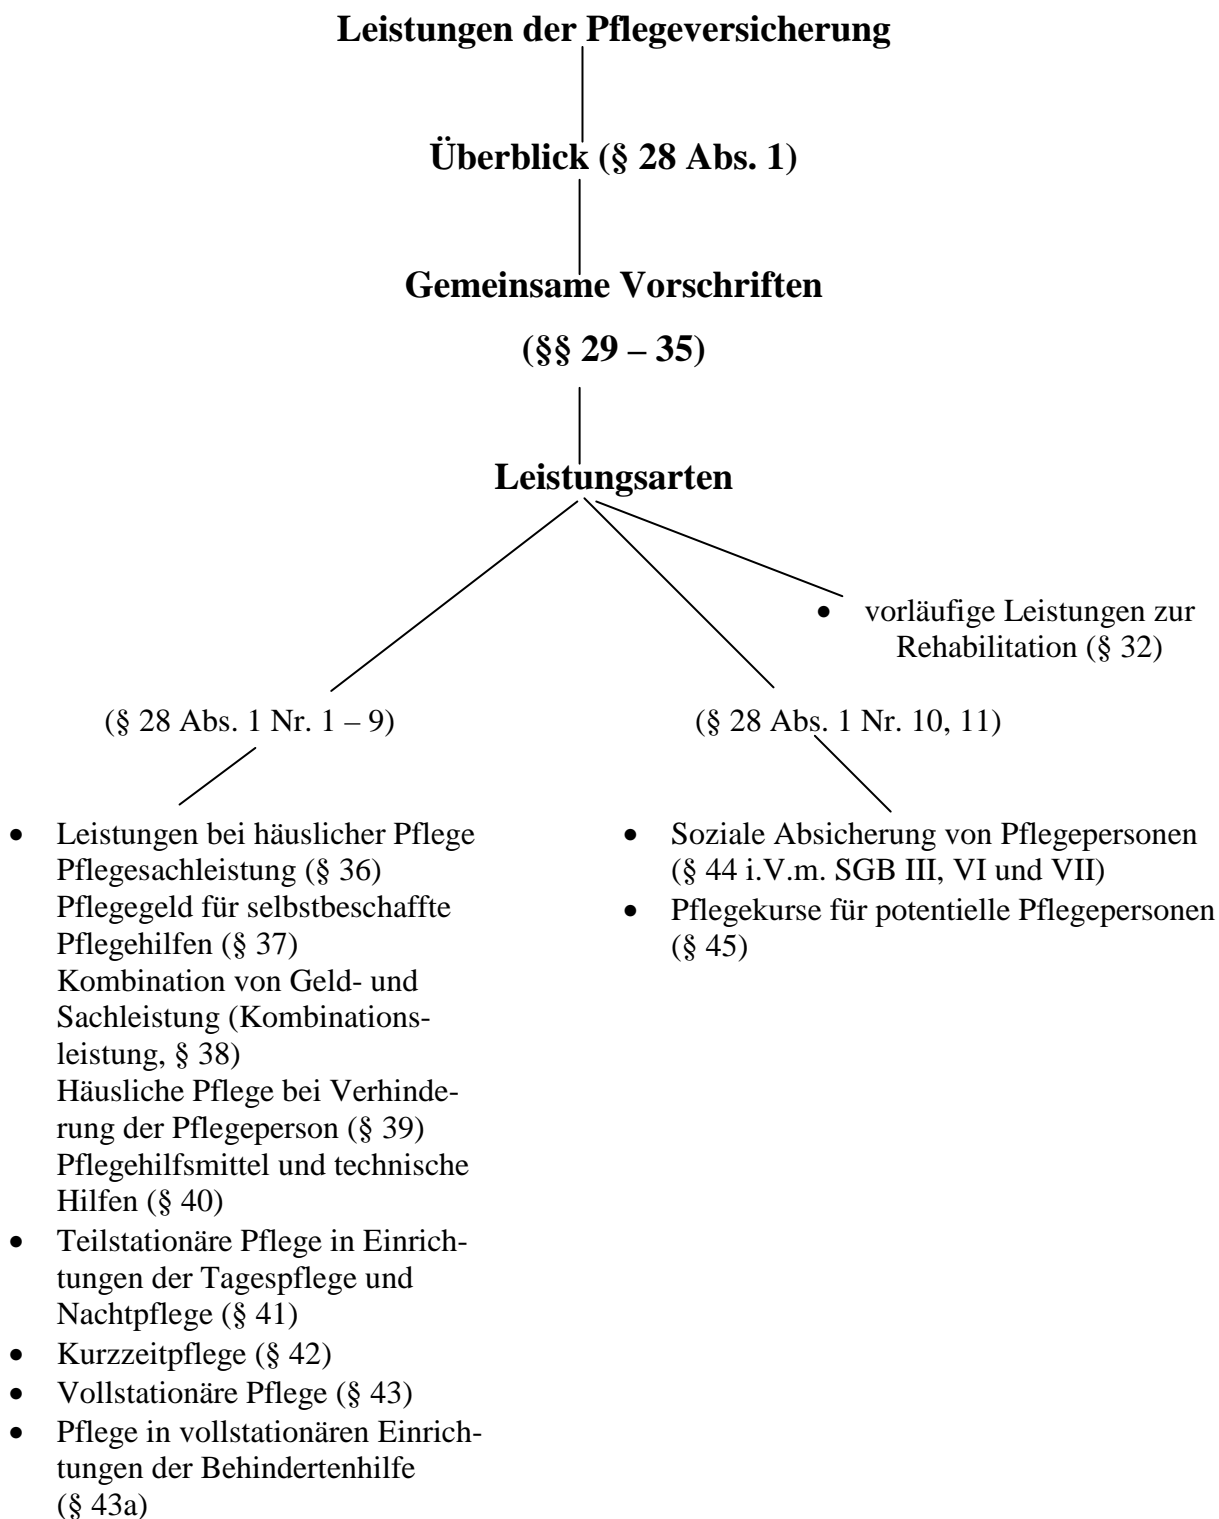 Leistungen der Pflegeversicherung
Überblick (§ 28 Abs. 1)
Gemeinsame Vorschriften
(§§ 29 – 35)
Leistungsarten
• vorläufige Leistungen zur
Rehabilitation (§ 32)
(§ 28 Abs. 1 Nr. 1 – 9)
(§ 28 Abs. 1 Nr. 10, 11)
• Leistungen bei häuslicher Pflege
Pflegesachleistung (§ 36)
Pflegegeld für selbstbeschaffte
Pflegehilfen (§ 37)
Kombination von Geld- und
Sachleistung (Kombinations-
leistung, § 38)
Häusliche Pflege bei Verhinde-
rung der Pflegeperson (§ 39)
Pflegehilfsmittel und technische
Hilfen (§ 40)
• Teilstationäre Pflege in Einrich-
tungen der Tagespflege und
Nachtpflege (§ 41)
• Kurzzeitpflege (§ 42)
• Vollstationäre Pflege (§ 43)
• Pflege in vollstationären Einrich-
tungen der Behindertenhilfe
(§ 43a)
• Soziale Absicherung von Pflegepersonen
(§ 44 i.V.m. SGB III, VI und VII)
• Pflegekurse für potentielle Pflegepersonen
(§ 45)